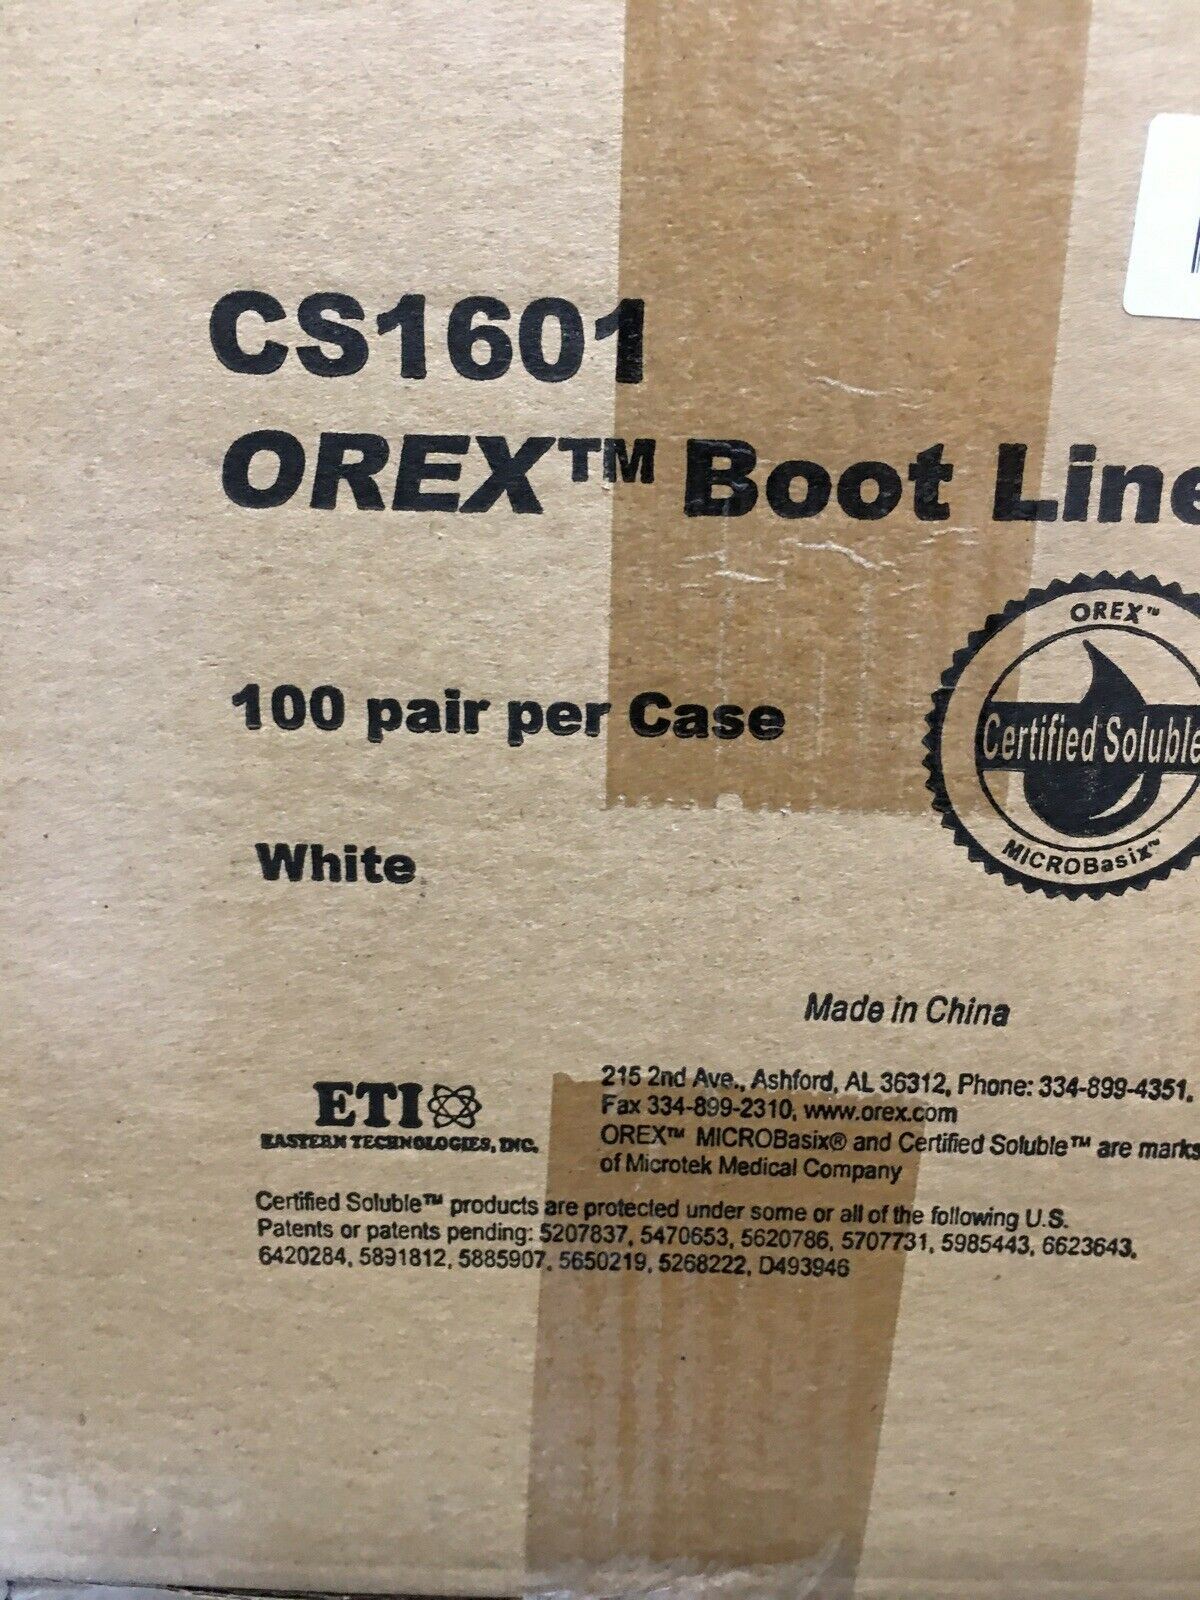 CS1601
OREX™ Boot Line
100 pair per Case
White
OREX™
Certified Soluble
MICROBasix™
Made in China
ETI
EASTERN TECHNOLOGIES, INC.
215 2nd Ave., Ashford, AL 36312, Phone: 334-899-4351,
Fax 334-899-2310, www.orex.com
OREX™ MICROBasix® and Certified Soluble™ are marks
of Microtek Medical Company
Certified Soluble™ products are protected under some or all of the following U.S.
Patents or patents pending: 5207837, 5470653, 5620786, 5707731, 5985443, 6623643,
6420284, 5891812, 5885907, 5650219, 5268222, D493946